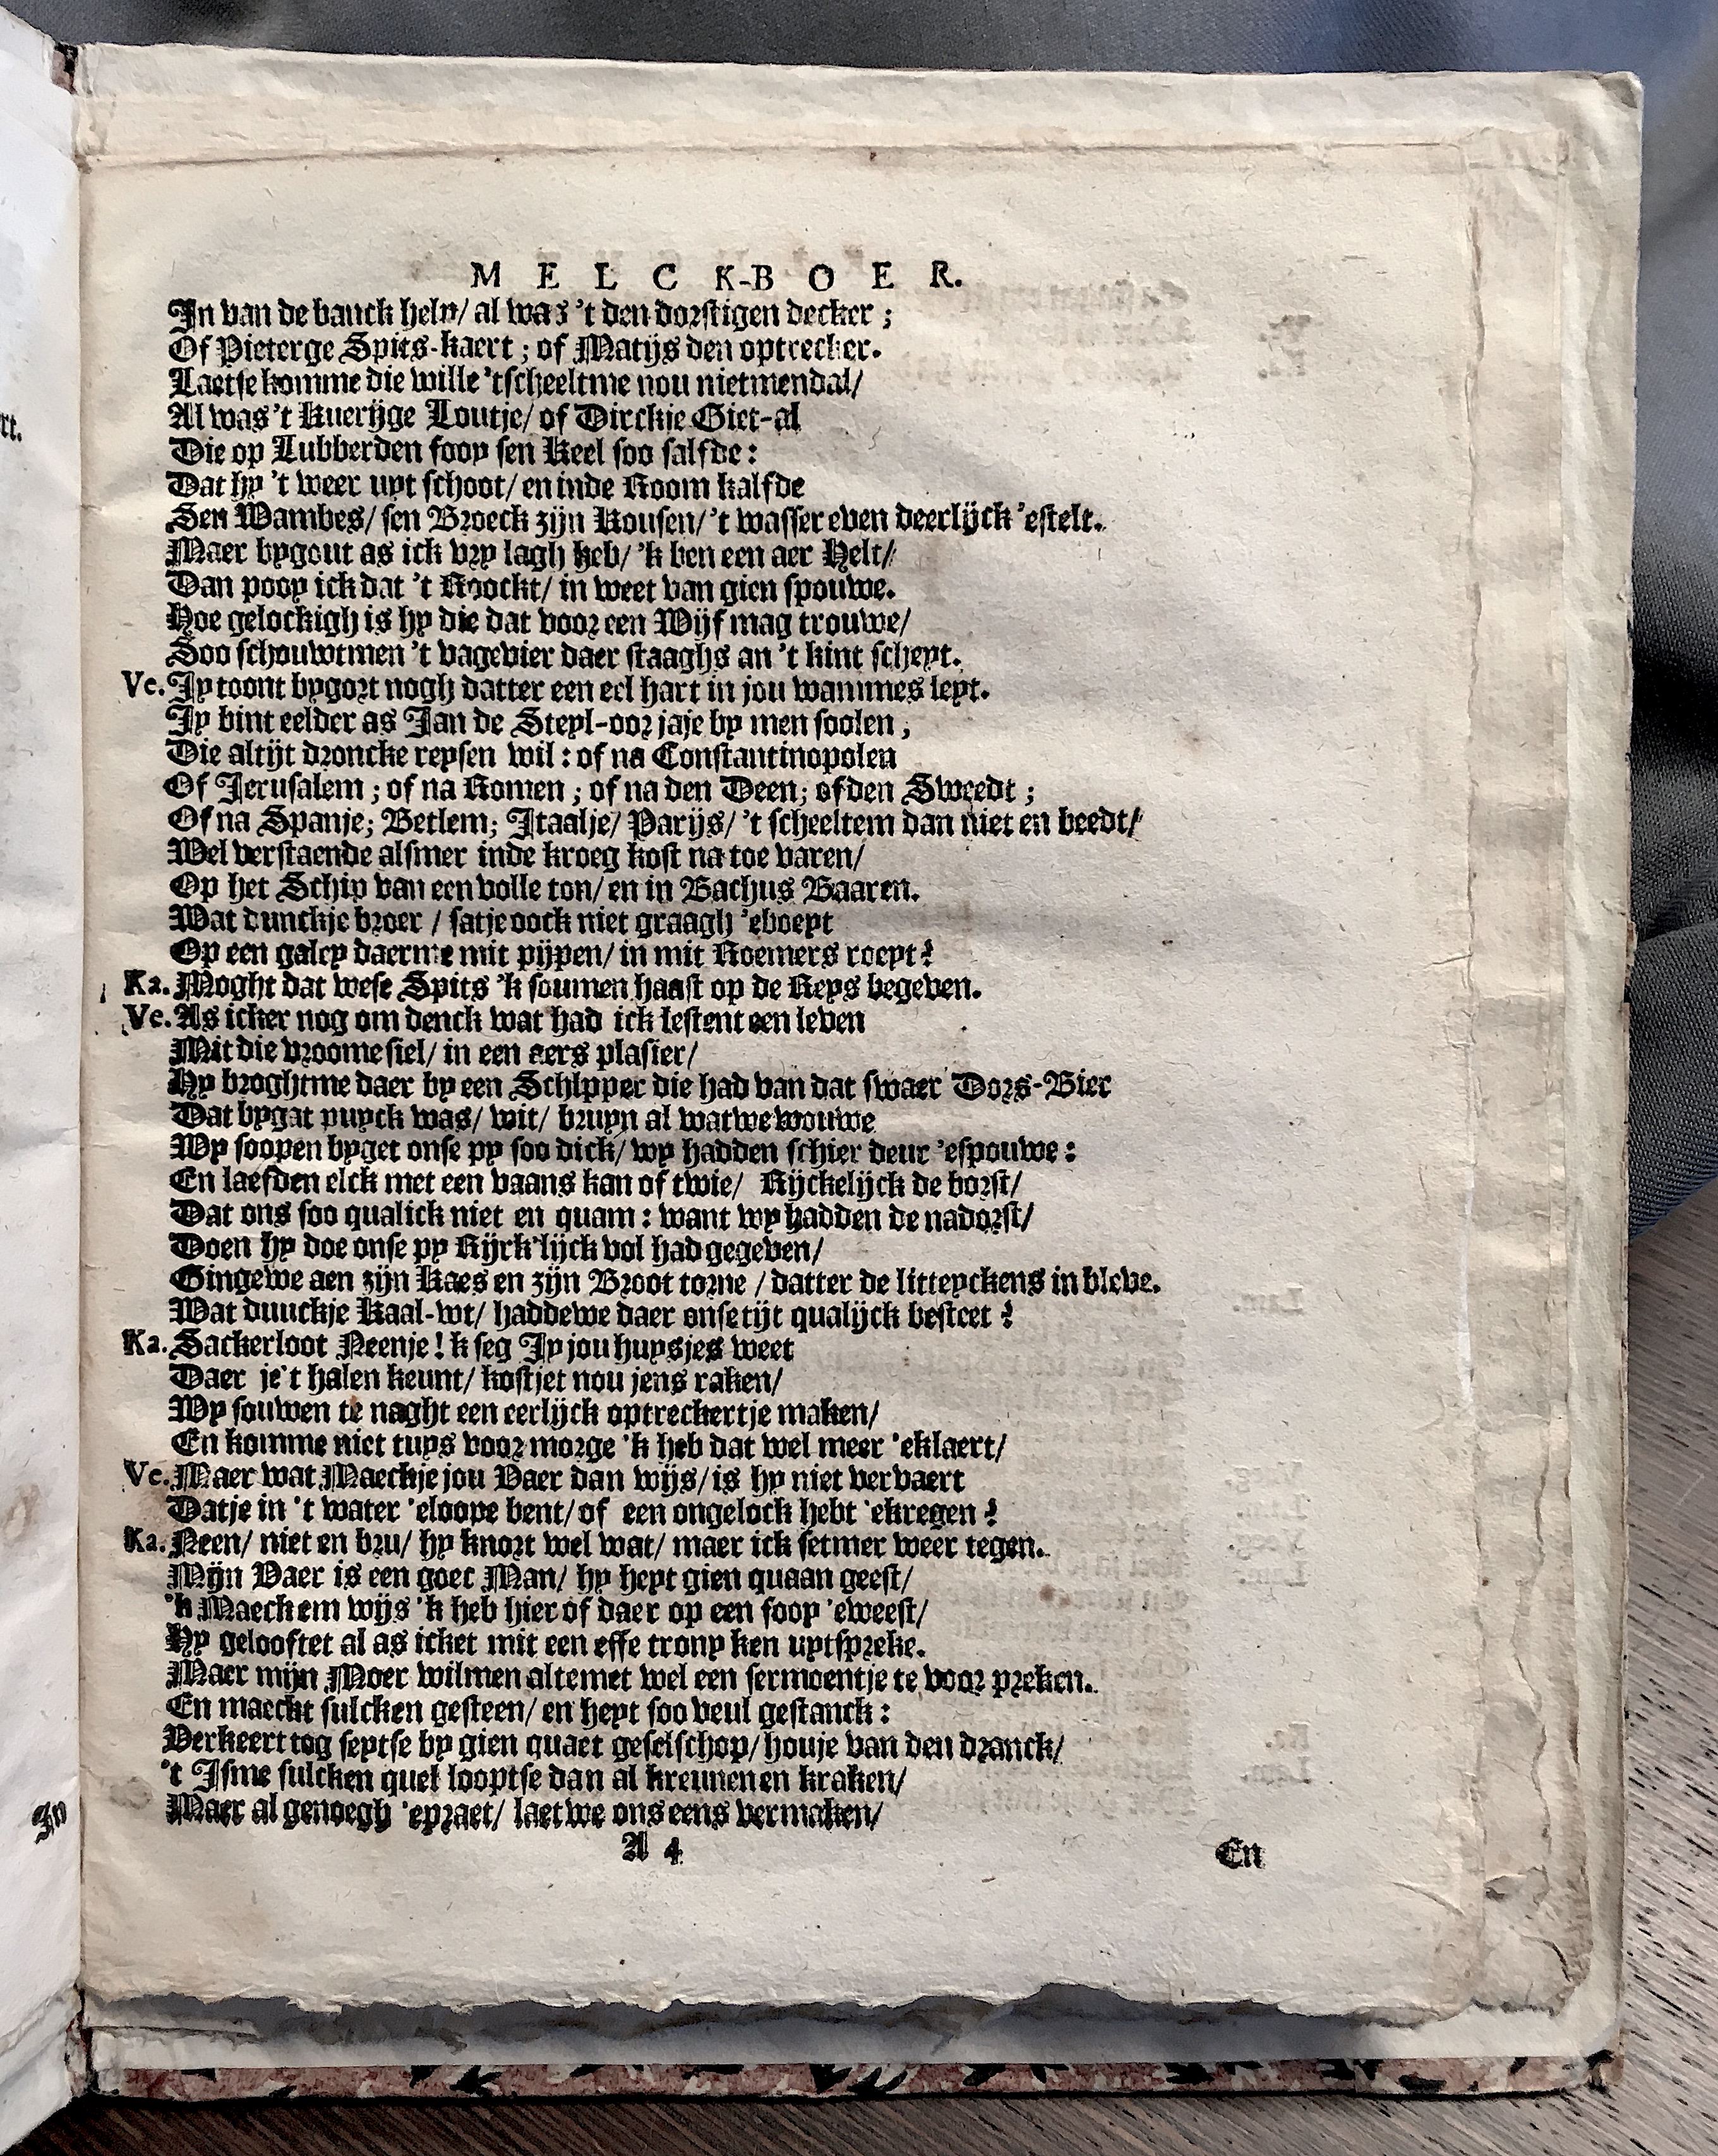 M E L C K-B O E R.
In van de banck helpt/ al was 't den dorstigen decker ;
Of Pieterge Spits-kaert ; of Matijs den optrecker.
Laetse komme die wille 'tscheeltme nou nietmendal/
Al was 't Kuerijge Loutje/ of Dirckje Giet-al
Die op Lubberden fooy sen Keel soo salfde :
Dat hy 't weer uyt schoot/ en inde Room kalfde
Sen Wambes/ sen Broeck zijn Kousen/ 't wasser even deerlijck 'estelt.
Maer bygout as ick vry lagh heb/ 'k ben een aer Helt/
Dan pooy ick dat 't Roockt/ in weet van gien spouwe.
Hoe gelockigh is hy die dat voor een Wijf mag trouwe/
Soo schouwtmen 't vagevier daer staaghs an 't kint scheyt.
Ve. Jy toont bygort nogh datter een eel hart in jou wammes leyt.
Jy bint eelder as Jan de Steyl-oor jaje by men soolen ,
Die altijt droncke reysen wil : of na Constantinopolen
Of Jerusalem ; of na Romen ; of na den Deen; of den Sweedt ;
Of na Spanje; Betlem; Itaalje/ Parijs/ 't scheeltem dan niet en beedt/
Wel verstaende alsmer inde kroeg kost na toe varen/
Op het Schip van een volle ton/ en in Bachus Baaren.
Wat dunckje broer / satje oock niet graagh 'eboeyt
Op een galey daerme mit pijpen/ in mit Roemers roeyt?
Ka. Moght dat wese Spits 'k soumen haast op de Reys begeven.
Ve. As icker nog om denck wat had ick lestent een leven
Mit die vroome siel/ in een aers plasier/
Hy broghtme daer by een Schipper die had van dat swaer Dors-Bier
Dat bygat puyck was/ wit/ bruyn al watwe wouwe
Wy soopen byget onse py soo dick/ wy hadden schier deur 'espouwe :
En laefden elck met een vaans kan of twie/ Rijckelijck de borst/
Dat ons soo qualick niet en quam : want wy hadden de nadorst/
Doen hy doe onse py Rijck'lijck vol had gegeven/
Gingewe aen zijn Kaes en zijn Broot torne / datter de litteyckens in bleve.
Wat duuckje Kaal-wt/ haddewe daer onse tijt qualijck besteet ?
Ka. Sackerloot Neenje ! k seg Jy jou huysjes weet
Daer je't halen keunt/ kostjet nou jens raken/
Wy souwen te naght een eerlijck optreckertje maken/
En komme niet tuys voor morge 'k heb dat wel meer 'eklaert/
Ve. Maer wat Maeckje jou Vaer dan wijs/ is hy niet vervaert
Datje in 't water 'eloope bent/ of een ongelock hebt 'ekregen ?
Ka. Neen/ niet en bru/ hy knort wel wat/ maer ick setmer weer tegen.
Mijn Vaer is een goet Man/ hy heyt gien quaan geest/
'k Maeck em wijs 'k heb hier of daer op een fooy 'eweest/
Hy gelooftet al as icket mit een effe trony ken uytspreke.
Maer mijn Moer wilmen altemet wel een sermoentje te voor preken.
En maeckt sulcken gesteen/ en heyt soo veul gestanck :
Verkeert tog seytse by gien quaet geselschop/ houje van den dranck/
't Isme sulcken quel looptse dan al kreunen en kraken/
Maer al genoegh 'epraet/ laet we ons eens vermaken/
A 4
En